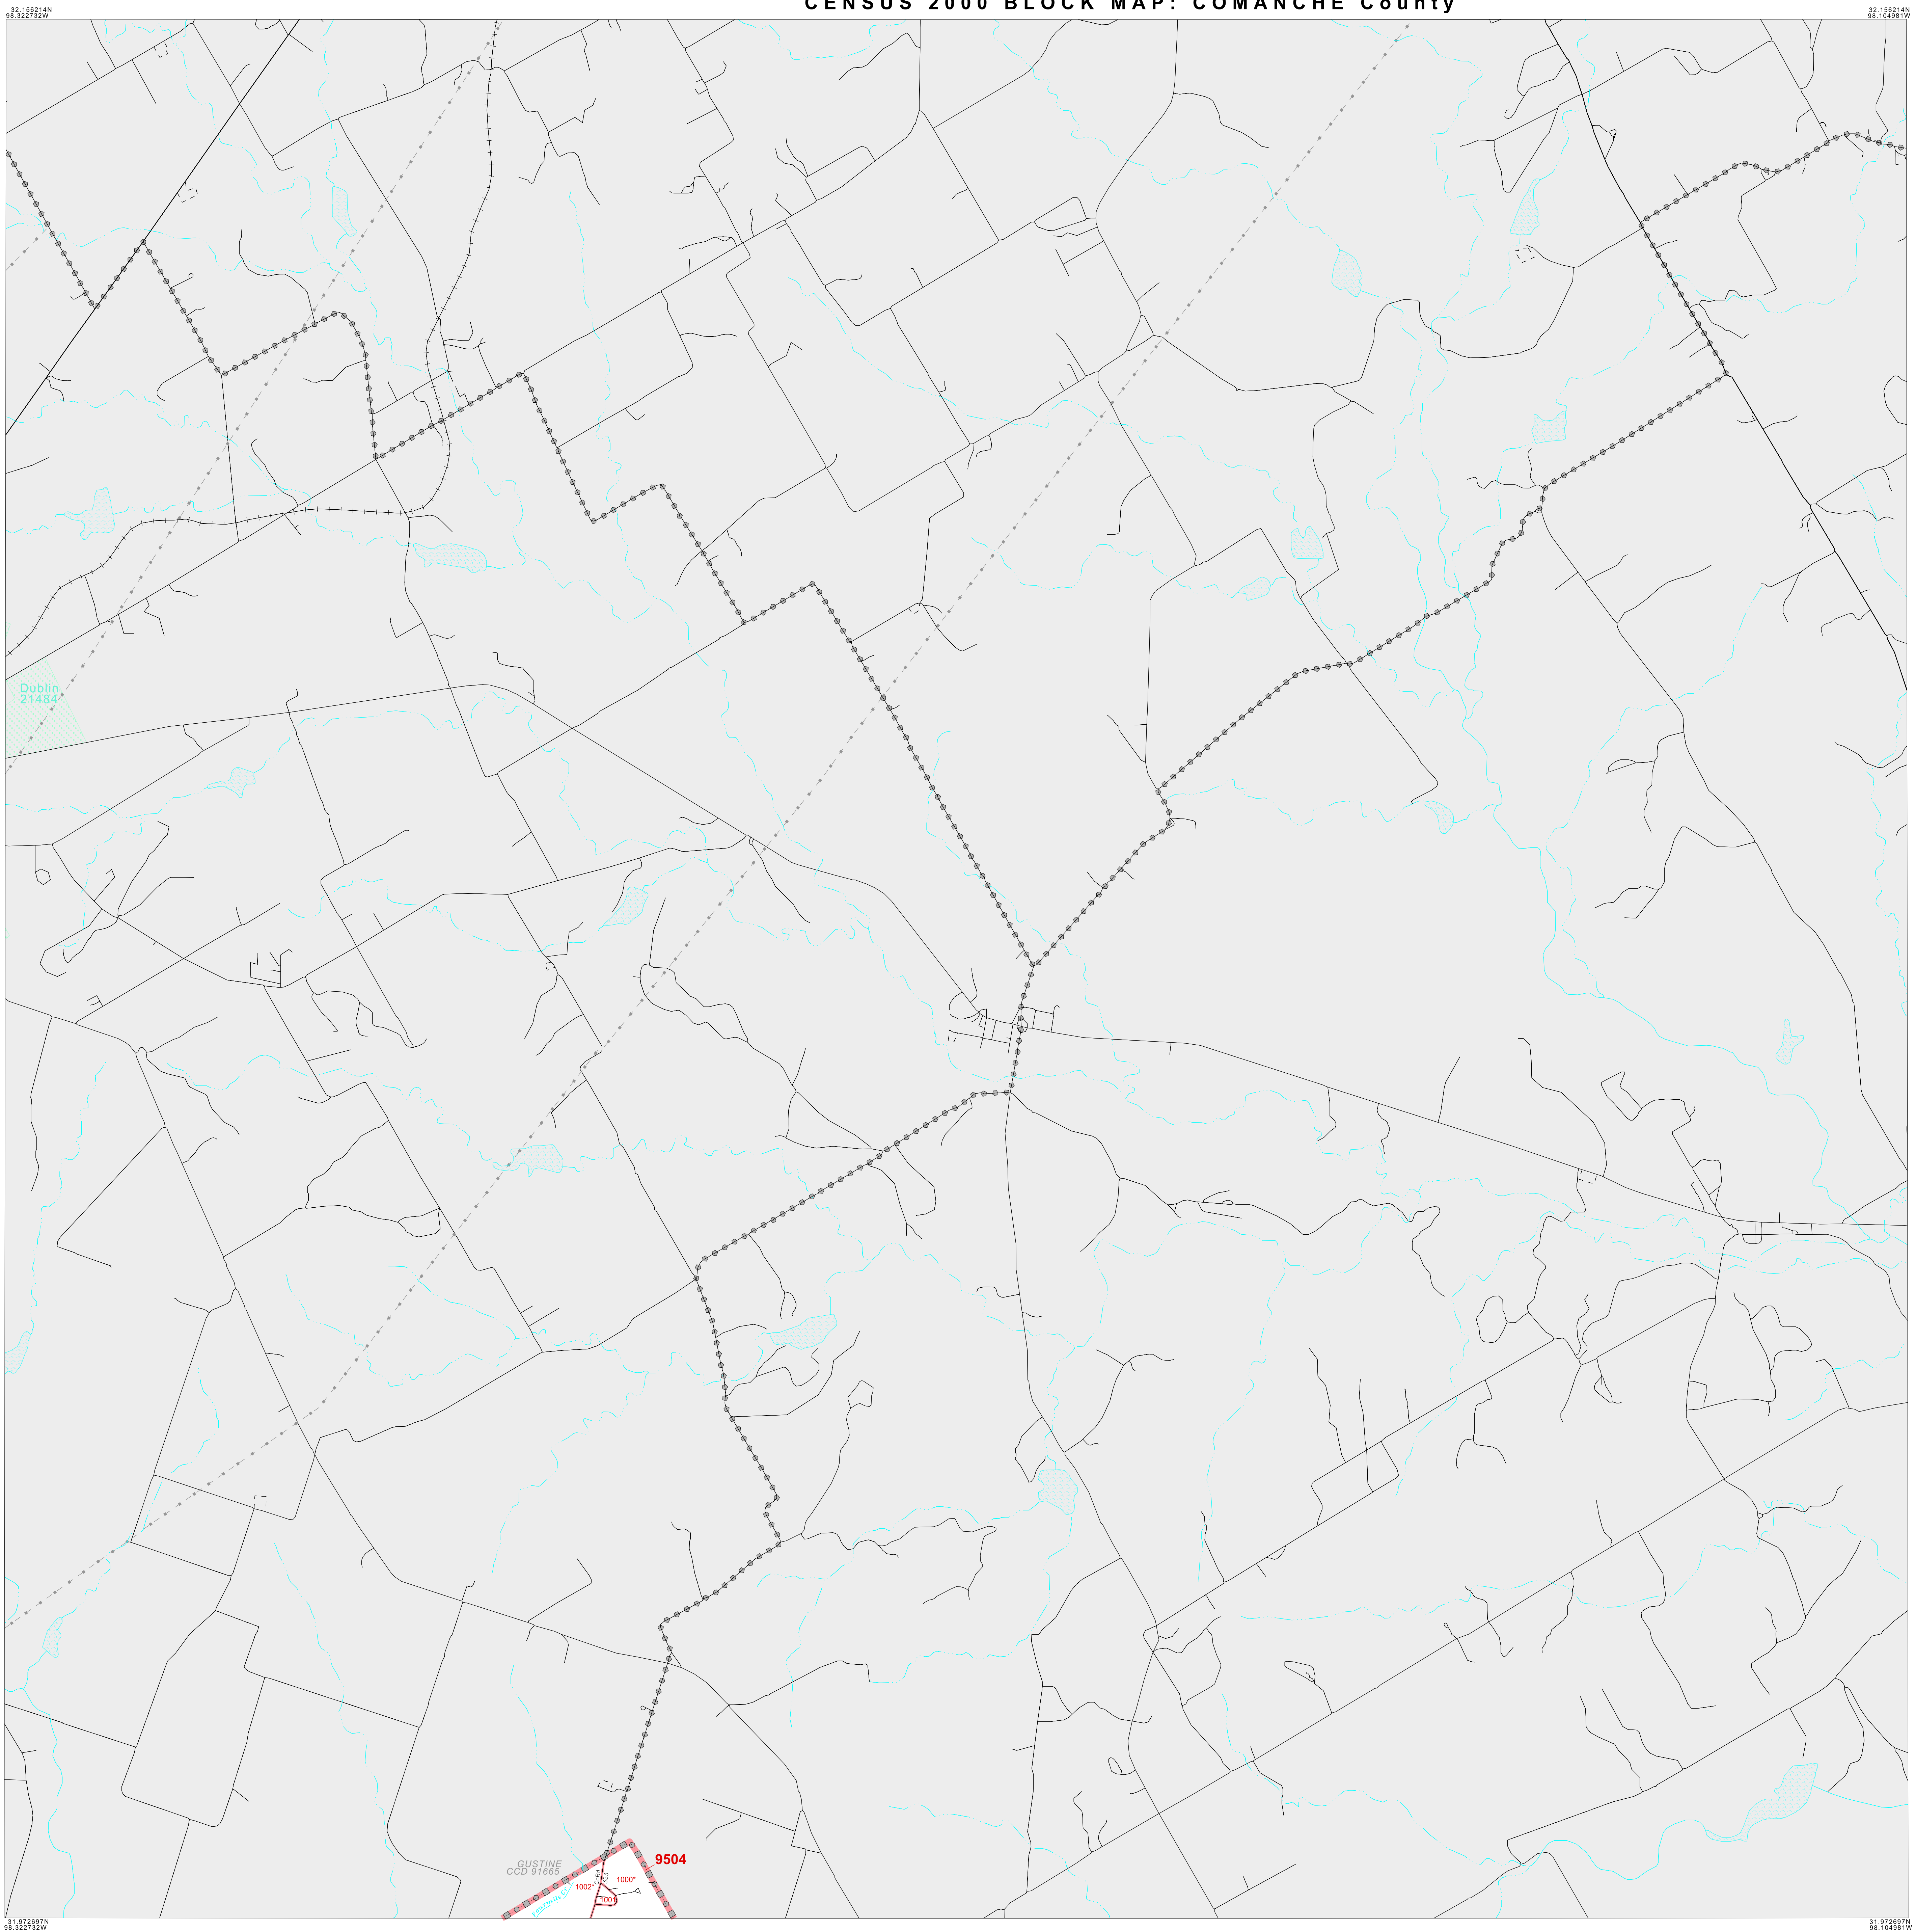 CENSUS 2000 BLOCK MAP: COMANCHE County
32.156214N
98.322732W
32.156214N
98.104981W
Dublin
21484
GUSTINE
CCD 91665
9504
CoRd
1000*
1002*
1001
31.972697N
98.322732W
31.972697N
98.104981W